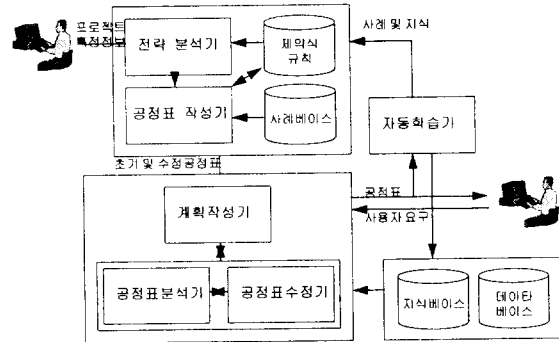 프로젝트
특정정보
전략 분석기
제약식
규칙
사례 및 지식
공정표 작성기
사례베이스
자동학습기
초기 및 수정공정표
계획작성기
공정표
사용자요구
공정표분석기
공정표수정기
지식베이스
데이타
베이스